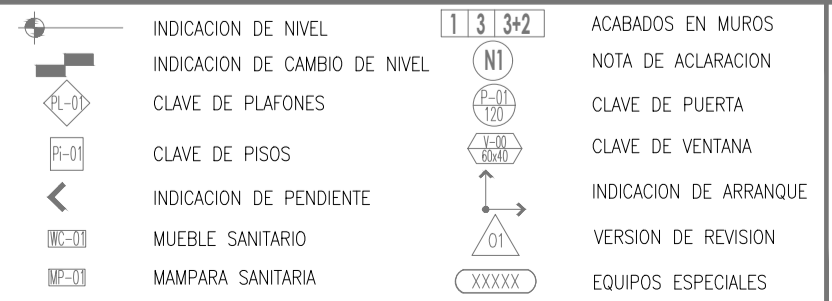 INDICACION DE NIVEL
INDICACION DE CAMBIO DE NIVEL
PL-01 CLAVE DE PLAFONES
Pi-01 CLAVE DE PISOS
INDICACION DE PENDIENTE
WC-01 MUEBLE SANITARIO
MP-01 MAMPARA SANITARIA
1 3 3+2 ACABADOS EN MUROS
N1 NOTA DE ACLARACION
P-01
120 CLAVE DE PUERTA
V-00
60x40 CLAVE DE VENTANA
INDICACION DE ARRANQUE
01 VERSION DE REVISION
XXXXX EQUIPOS ESPECIALES